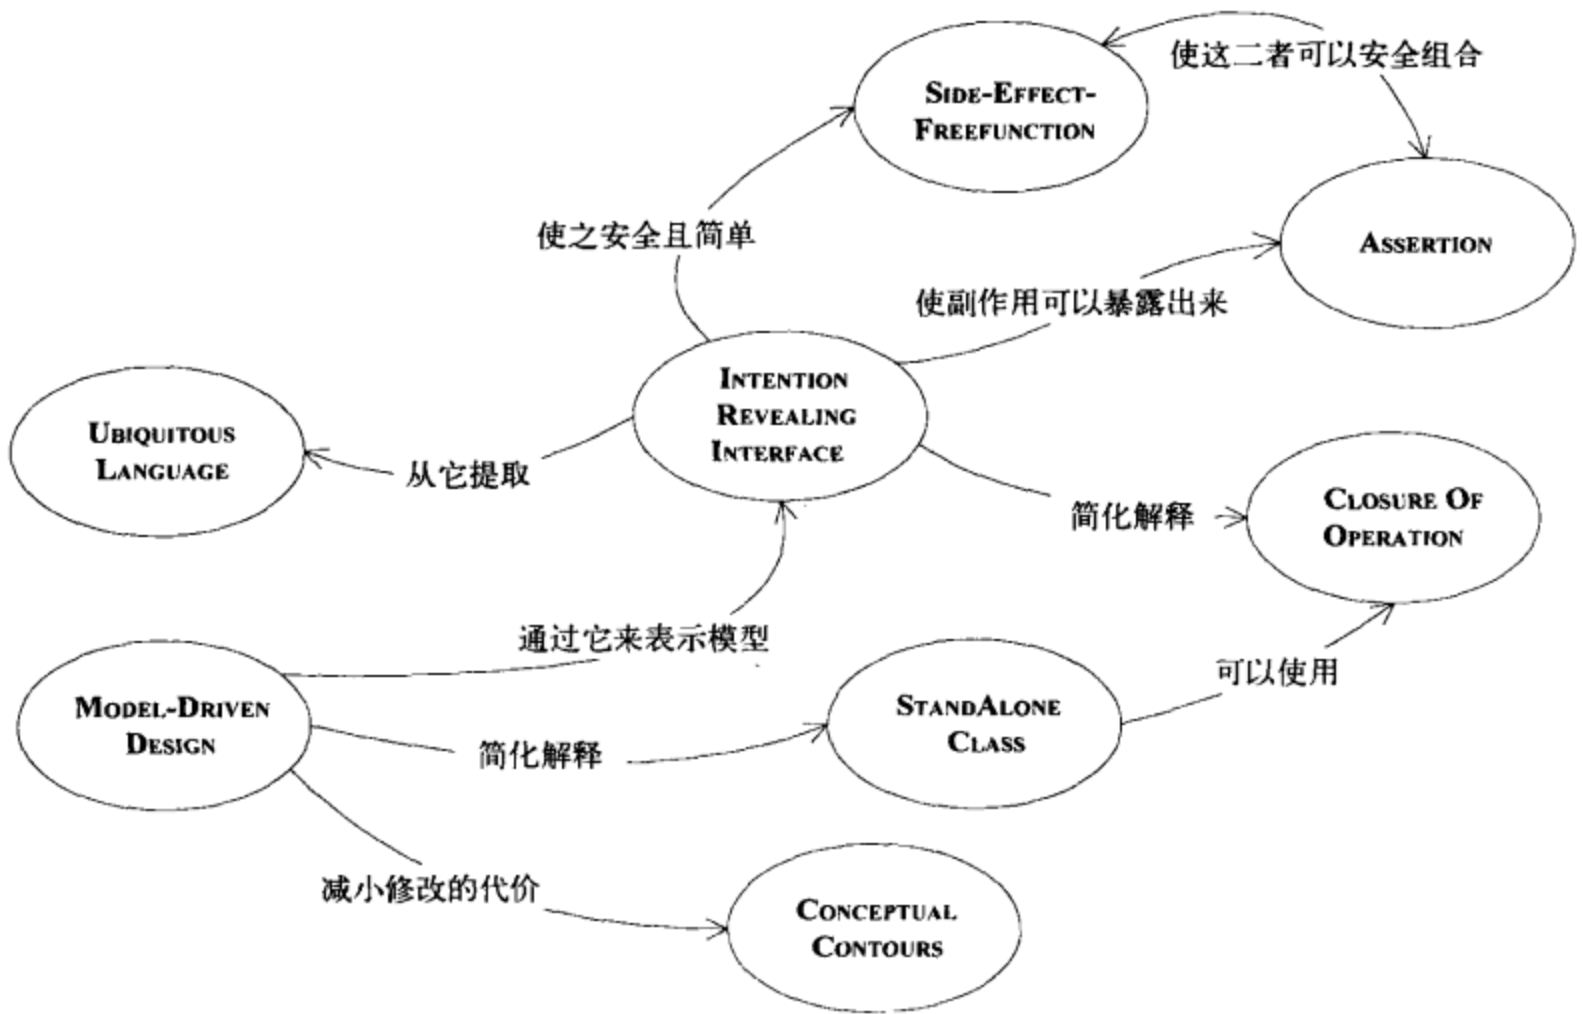 使这二者可以安全组合
SIDE-EFFECT-
FREEFUNCTION
使之安全且简单
ASSERTION
使副作用可以暴露出来
INTENTION
REVEALING
INTERFACE
UBIQUITOUS
LANGUAGE
从它提取
简化解释
CLOSURE OF
OPERATION
通过它来表示模型
可以使用
MODEL-DRIVEN
DESIGN
简化解释
STANDALONE
CLASS
减小修改的代价
CONCEPTUAL
CONTOURS